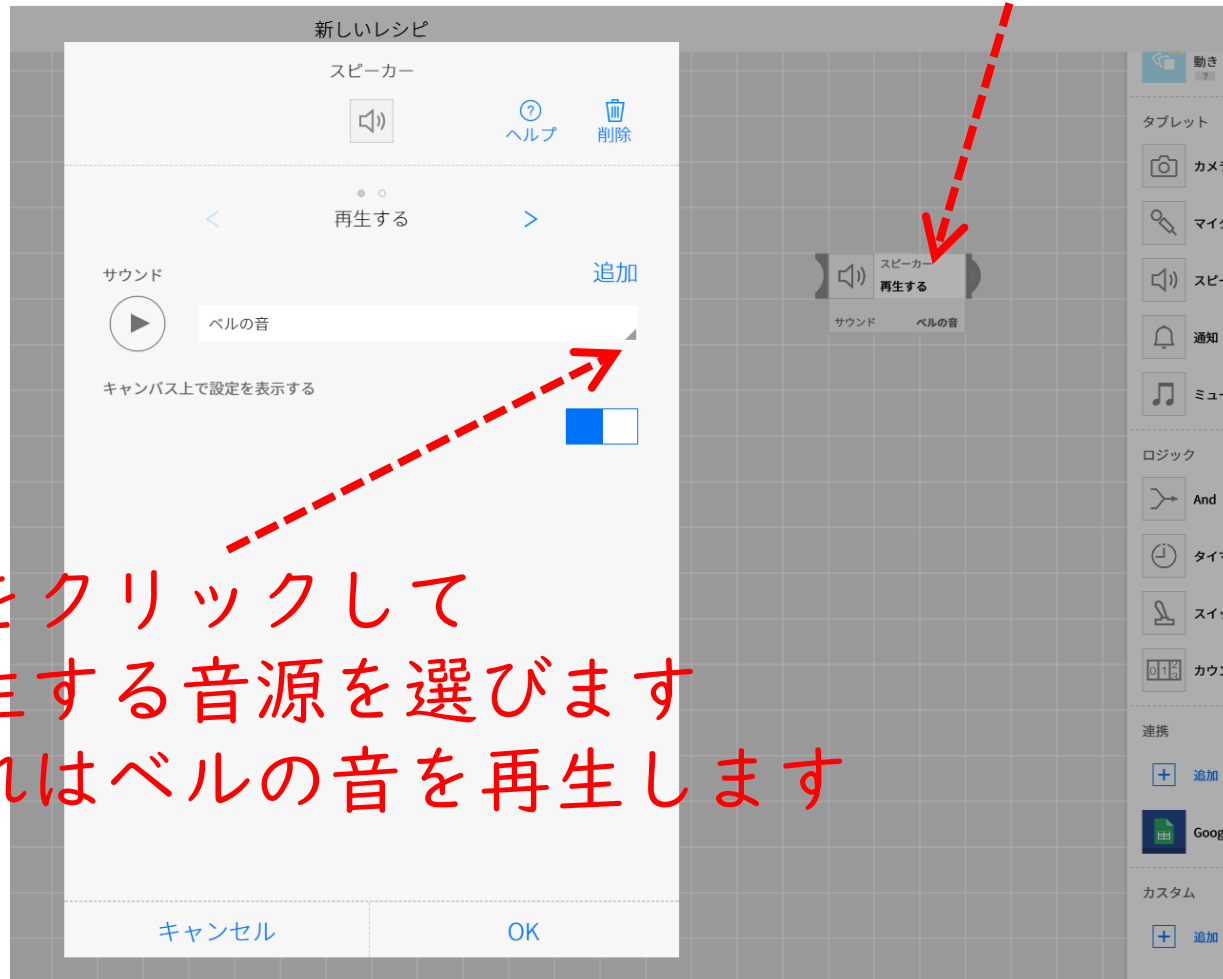 新しいレシピ
スピーカー
ヘルプ
削除
再生する
サウンド
追加
ベルの音
キャンバス上で設定を表示する
をクリックして
する音源を選びます
はベルの音を再生します
キャンセル
OK
スピーカー
再生する
サウンド ベルの音
動き
?
タブレット
カメ
マイ
スピー
通知
ミュー
ロジック
And
タイ
スイ
カウ
連携
追加
Goog
カスタム
追加